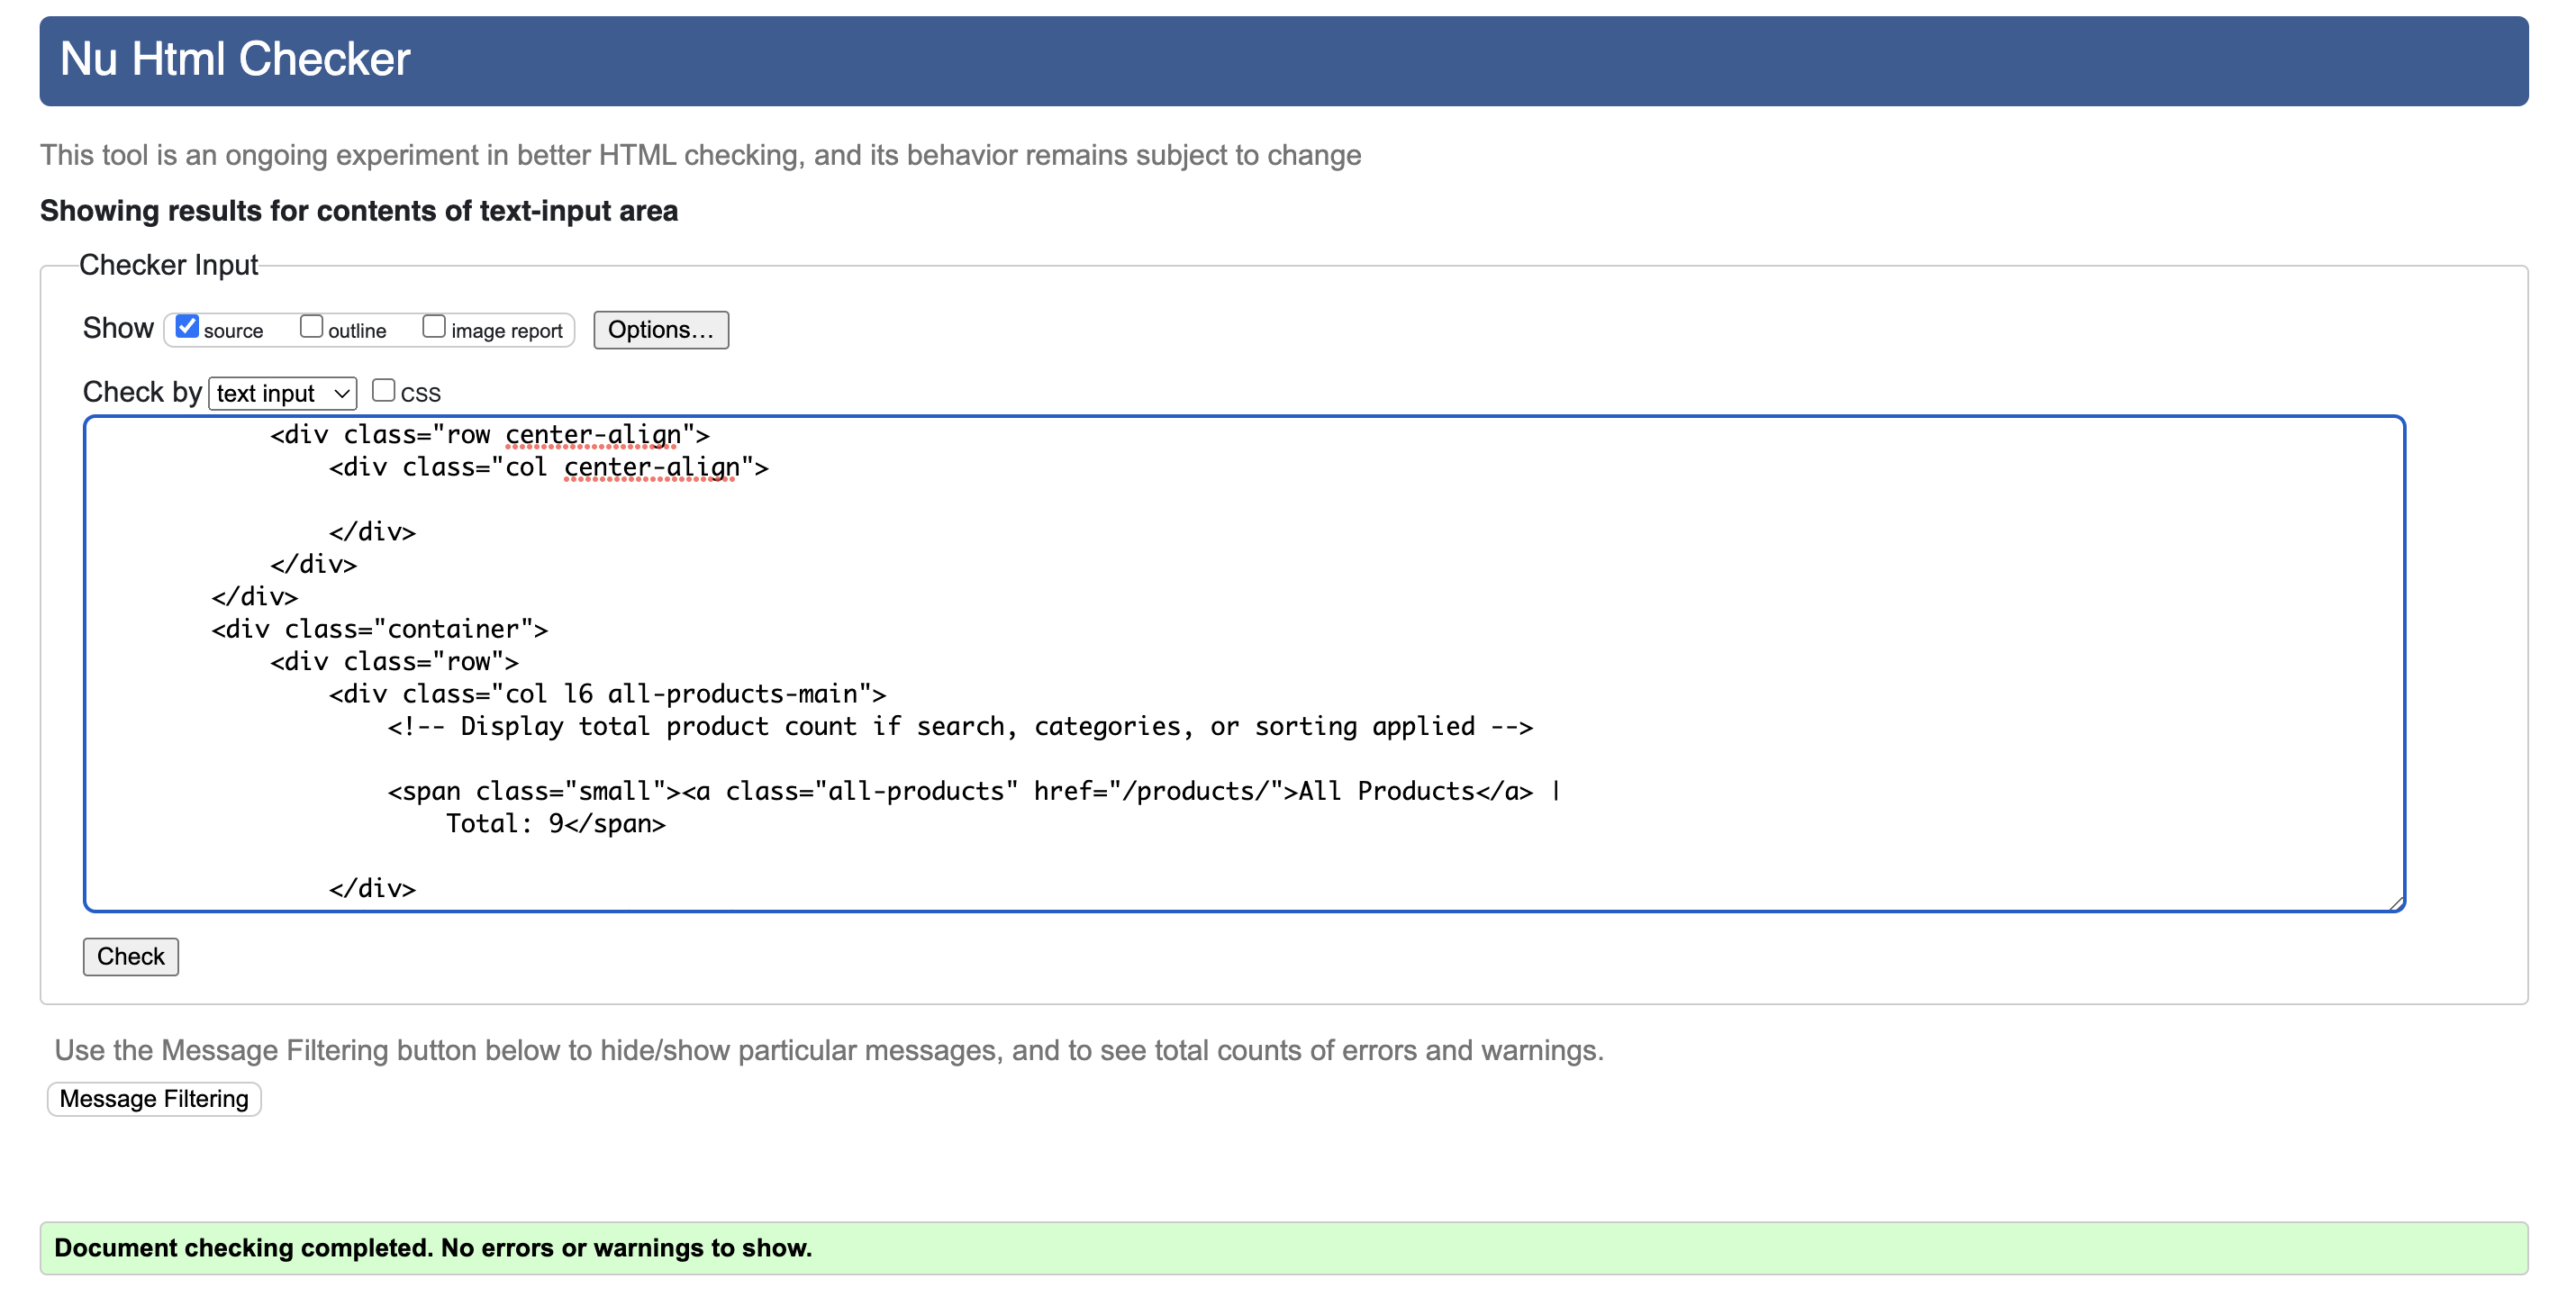 Nu Html Checker
This tool is an ongoing experiment in better HTML checking, and its behavior remains subject to change
Showing results for contents of text-input area
Checker Input
Show source outline image report Options...
Check by text input CSS
<div class="row center-align">
<div class="col center-align">
</div>
</div>
</div>
<div class="container">
<div class="row">
<div class="col l6 all-products-main">
<!-- Display total product count if search, categories, or sorting applied -->
<span class="small"><a class="all-products" href="/products/">All Products</a> |
Total: 9</span>
</div>
Check
Use the Message Filtering button below to hide/show particular messages, and to see total counts of errors and warnings.
Message Filtering
Document checking completed. No errors or warnings to show.